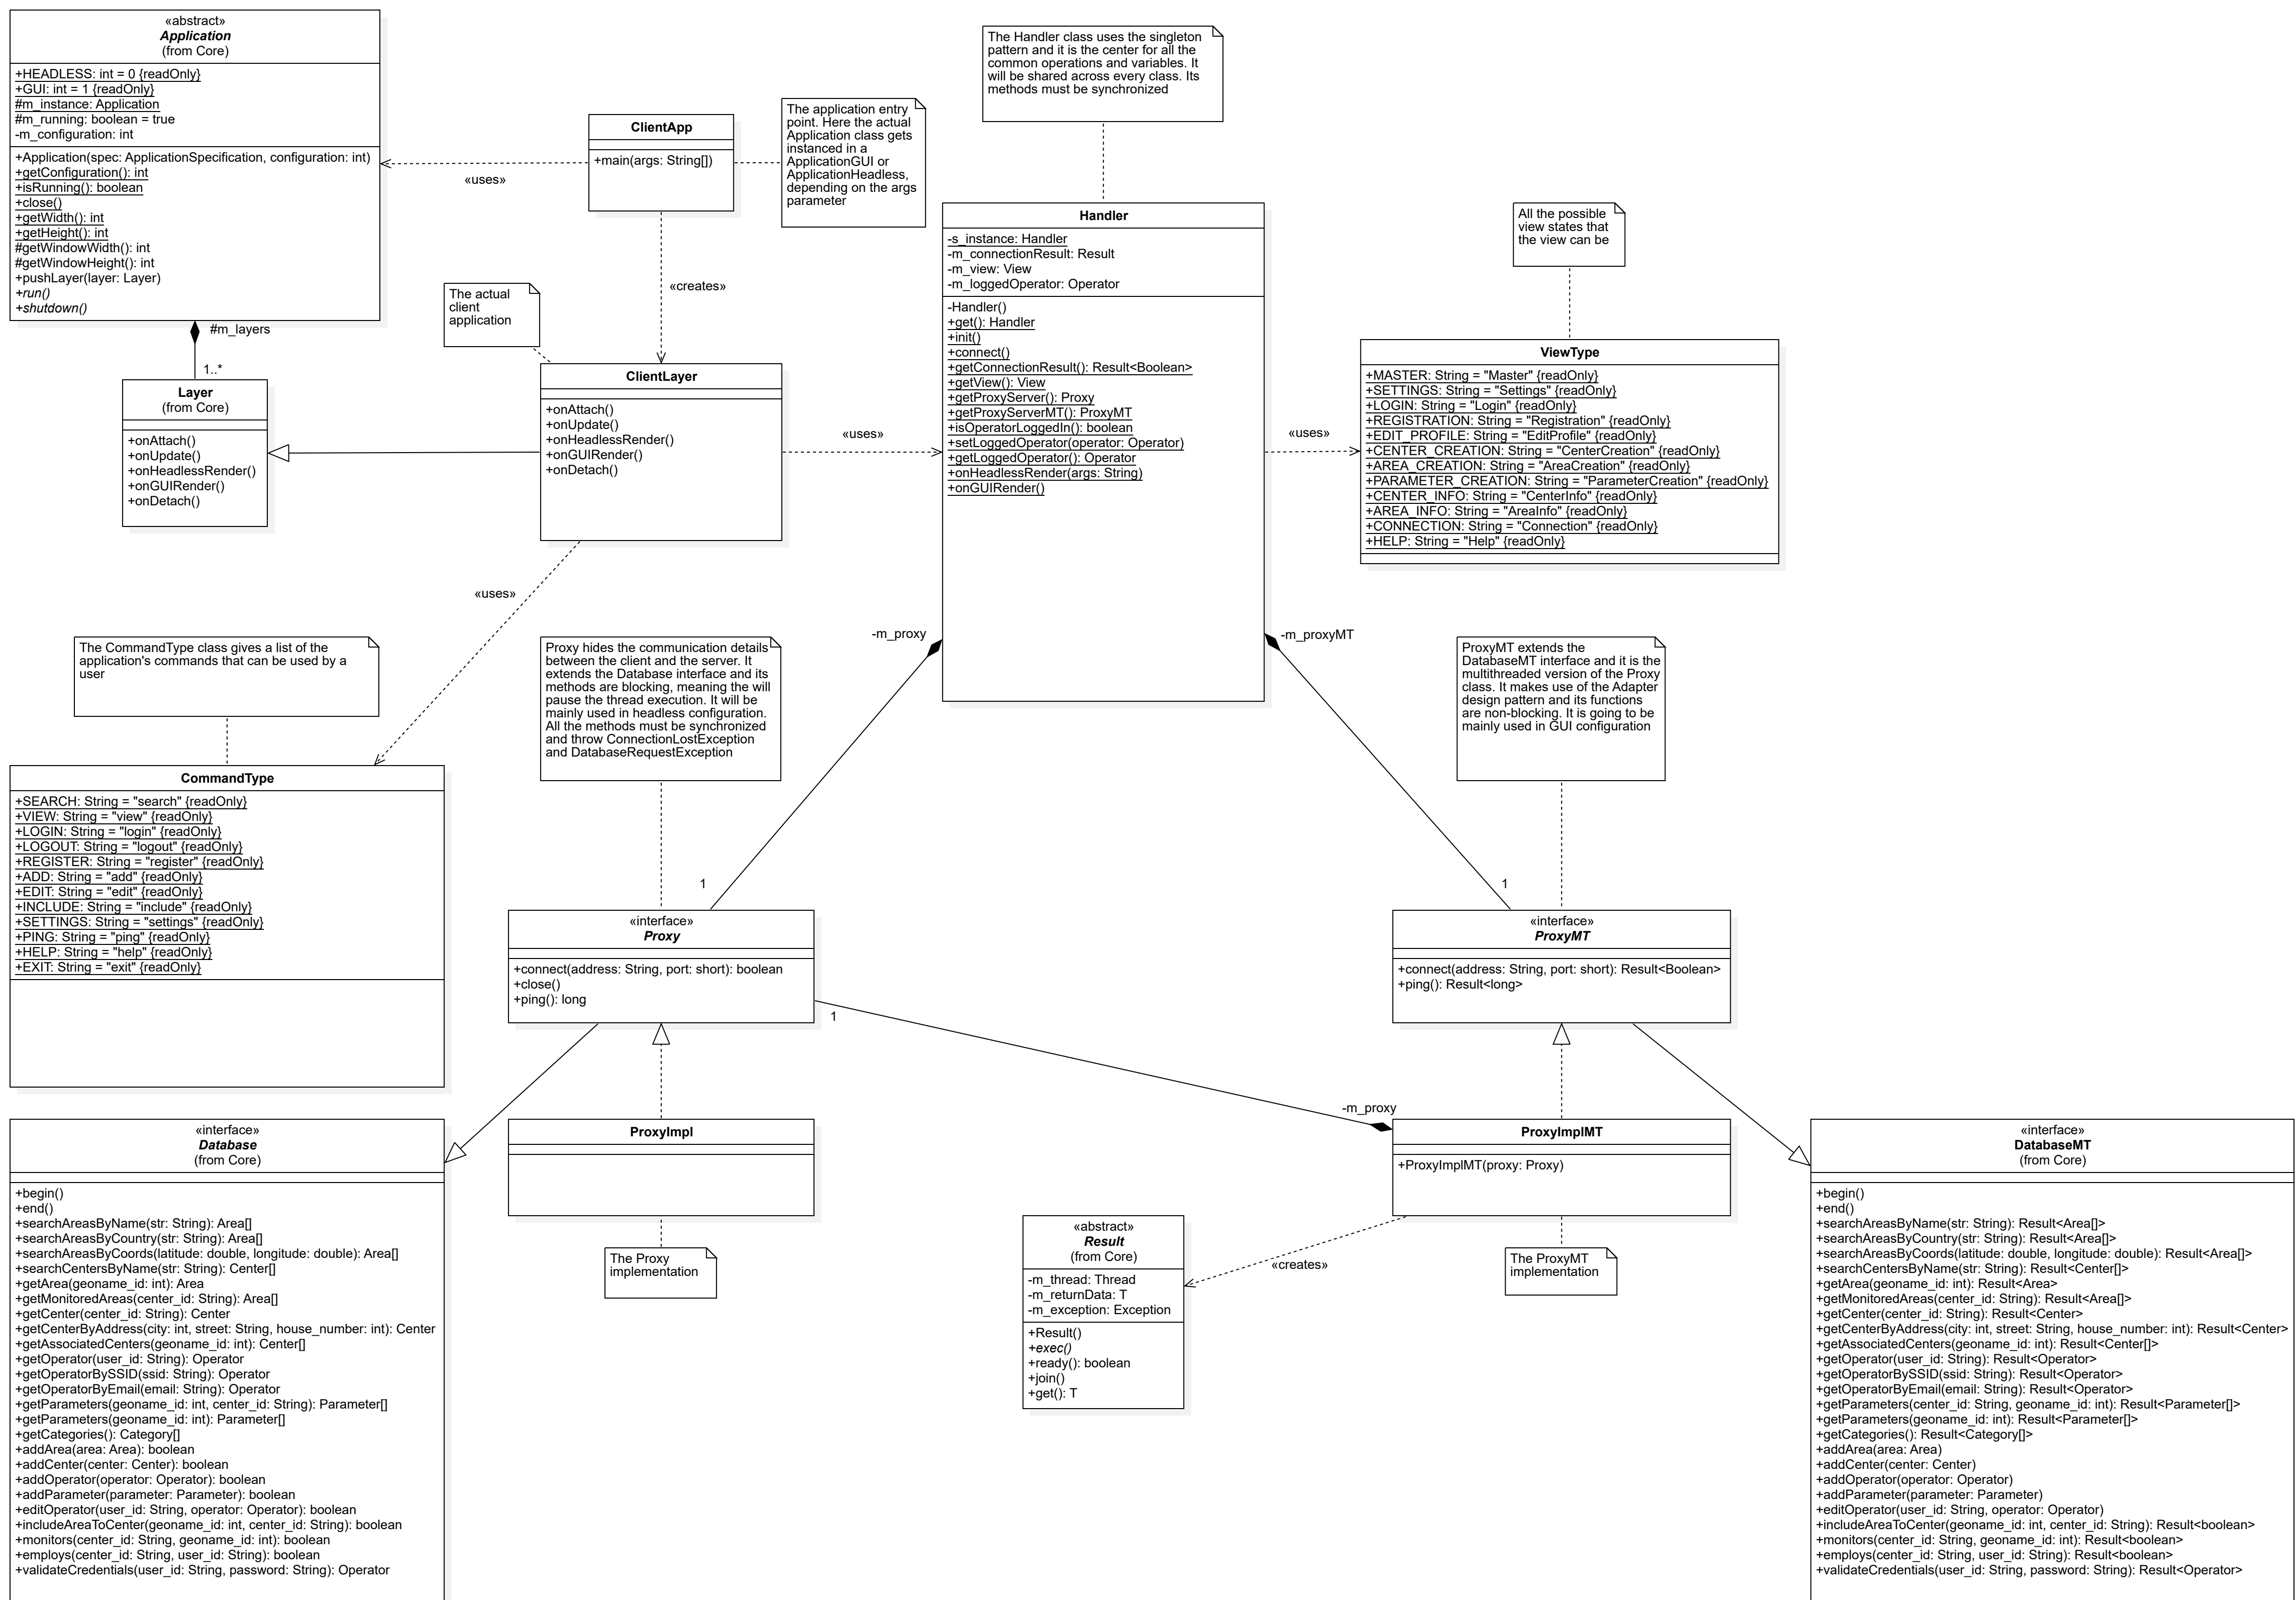 «abstract»
Application
(from Core)
+HEADLESS: int = 0 {readOnly}
+GUI: int = 1 {readOnly}
#m_instance: Application
#m_running: boolean = true
-m_configuration: int
+Application(spec: ApplicationSpecification, configuration: int)
+getConfiguration(): int
+isRunning(): boolean
+close()
+getWidth(): int
+getHeight(): int
#getWindowWidth(): int
#getWindowHeight(): int
+pushLayer(layer: Layer)
+run()
+shutdown()
#m_layers
1..*
Layer
(from Core)
+onAttach()
+onUpdate()
+onHeadlessRender()
+onGUIRender()
+onDetach()
«uses»
ClientApp
+main(args: String[])
The application entry
point. Here the actual
Application class gets
instanced in a
ApplicationGUI or
ApplicationHeadless,
depending on the args
parameter
«creates»
The actual
client
application
ClientLayer
+onAttach()
+onUpdate()
+onHeadlessRender()
+onGUIRender()
+onDetach()
«uses»
«uses»
The Handler class uses the singleton
pattern and it is the center for all the
common operations and variables. It
will be shared across every class. Its
methods must be synchronized
Handler
-s_instance: Handler
-m_connectionResult: Result
-m_view: View
-m_loggedOperator: Operator
-Handler()
+get(): Handler
+init()
+connect()
+getConnectionResult(): Result<Boolean>
+getView(): View
+getProxyServer(): Proxy
+getProxyServerMT(): ProxyMT
+isOperatorLoggedIn(): boolean
+setLoggedOperator(operator: Operator)
+getLoggedOperator(): Operator
+onHeadlessRender(args: String)
+onGUIRender()
«uses»
All the possible
view states that
the view can be
ViewType
+MASTER: String = "Master" {readOnly}
+SETTINGS: String = "Settings" {readOnly}
+LOGIN: String = "Login" {readOnly}
+REGISTRATION: String = "Registration" {readOnly}
+EDIT_PROFILE: String = "EditProfile" {readOnly}
+CENTER_CREATION: String = "CenterCreation" {readOnly}
+AREA_CREATION: String = "AreaCreation" {readOnly}
+PARAMETER_CREATION: String = "ParameterCreation" {readOnly}
+CENTER_INFO: String = "CenterInfo" {readOnly}
+AREA_INFO: String = "AreaInfo" {readOnly}
+CONNECTION: String = "Connection" {readOnly}
+HELP: String = "Help" {readOnly}
The CommandType class gives a list of the
application's commands that can be used by a
user
CommandType
+SEARCH: String = "search" {readOnly}
+VIEW: String = "view" {readOnly}
+LOGIN: String = "login" {readOnly}
+LOGOUT: String = "logout" {readOnly}
+REGISTER: String = "register" {readOnly}
+ADD: String = "add" {readOnly}
+EDIT: String = "edit" {readOnly}
+INCLUDE: String = "include" {readOnly}
+SETTINGS: String = "settings" {readOnly}
+PING: String = "ping" {readOnly}
+HELP: String = "help" {readOnly}
+EXIT: String = "exit" {readOnly}
Proxy hides the communication details
between the client and the server. It
extends the Database interface and its
methods are blocking, meaning the will
pause the thread execution. It will be
mainly used in headless configuration.
All the methods must be synchronized
and throw ConnectionLostException
and DatabaseRequestException
-m_proxy
1
-m_proxyMT
1
ProxyMT extends the
DatabaseMT interface and it is the
multithreaded version of the Proxy
class. It makes use of the Adapter
design pattern and its functions
are non-blocking. It is going to be
mainly used in GUI configuration
«interface»
Proxy
+connect(address: String, port: short): boolean
+close()
+ping(): long
1
«interface»
ProxyMT
+connect(address: String, port: short): Result<Boolean>
+ping(): Result<long>
-m_proxy
ProxyImpl
The Proxy
implementation
ProxyImplMT
+ProxyImplMT(proxy: Proxy)
The ProxyMT
implementation
«creates»
«abstract»
Result
(from Core)
-m_thread: Thread
-m_returnData: T
-m_exception: Exception
+Result()
+exec()
+ready(): boolean
+join()
+get(): T
«interface»
Database
(from Core)
+begin()
+end()
+searchAreasByName(str: String): Area[]
+searchAreasByCountry(str: String): Area[]
+searchAreasByCoords(latitude: double, longitude: double): Area[]
+searchCentersByName(str: String): Center[]
+getArea(geoname_id: int): Area
+getMonitoredAreas(center_id: String): Area[]
+getCenter(center_id: String): Center
+getCenterByAddress(city: int, street: String, house_number: int): Center
+getAssociatedCenters(geoname_id: int): Center[]
+getOperator(user_id: String): Operator
+getOperatorBySSID(ssid: String): Operator
+getOperatorByEmail(email: String): Operator
+getParameters(geoname_id: int, center_id: String): Parameter[]
+getParameters(geoname_id: int): Parameter[]
+getCategories(): Category[]
+addArea(area: Area): boolean
+addCenter(center: Center): boolean
+addOperator(operator: Operator): boolean
+addParameter(parameter: Parameter): boolean
+editOperator(user_id: String, operator: Operator): boolean
+includeAreaToCenter(geoname_id: int, center_id: String): boolean
+monitors(center_id: String, geoname_id: int): boolean
+employs(center_id: String, user_id: String): boolean
+validateCredentials(user_id: String, password: String): Operator
«interface»
DatabaseMT
(from Core)
+begin()
+end()
+searchAreasByName(str: String): Result<Area[]>
+searchAreasByCountry(str: String): Result<Area[]>
+searchAreasByCoords(latitude: double, longitude: double): Result<Area[]>
+searchCentersByName(str: String): Result<Center[]>
+getArea(geoname_id: int): Result<Area>
+getMonitoredAreas(center_id: String): Result<Area[]>
+getCenter(center_id: String): Result<Center>
+getCenterByAddress(city: int, street: String, house_number: int): Result<Center>
+getAssociatedCenters(geoname_id: int): Result<Center[]>
+getOperator(user_id: String): Result<Operator>
+getOperatorBySSID(ssid: String): Result<Operator>
+getOperatorByEmail(email: String): Result<Operator>
+getParameters(center_id: String, geoname_id: int): Result<Parameter[]>
+getParameters(geoname_id: int): Result<Parameter[]>
+getCategories(): Result<Category[]>
+addArea(area: Area)
+addCenter(center: Center)
+addOperator(operator: Operator)
+addParameter(parameter: Parameter)
+editOperator(user_id: String, operator: Operator)
+includeAreaToCenter(geoname_id: int, center_id: String): Result<boolean>
+monitors(center_id: String, geoname_id: int): Result<boolean>
+employs(center_id: String, user_id: String): Result<boolean>
+validateCredentials(user_id: String, password: String): Result<Operator>